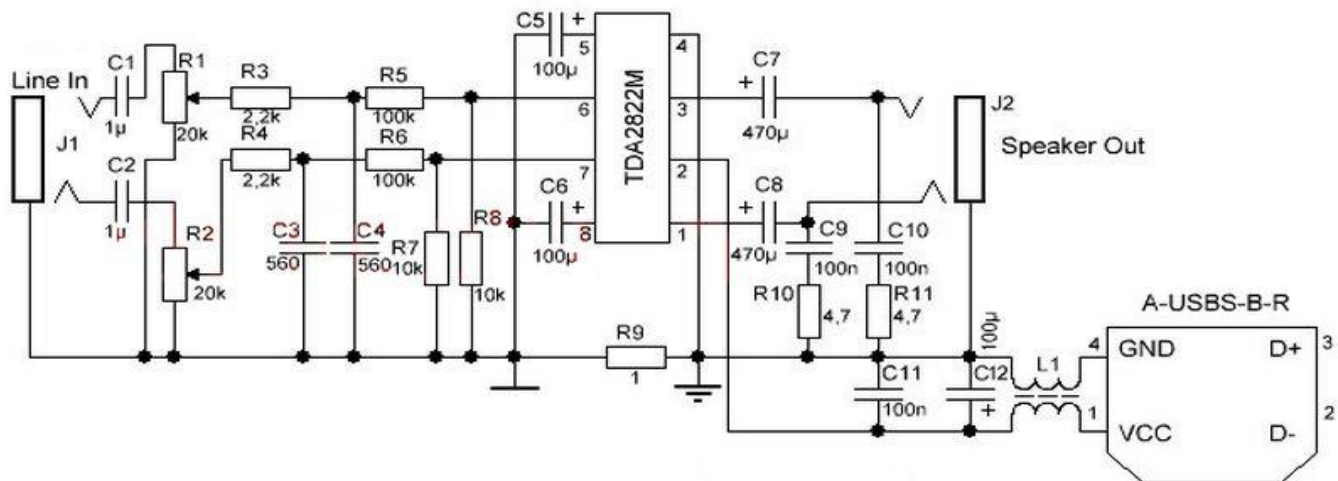 Line In
J1
C1
1µ
C2
1µ
R1
20k
R2
20k
R3
2,2k
R4
2,2k
R5
100k
R6
100k
C3
560
C4
560
R7
10k
R8
10k
C5
+
100µ
C6
+
100µ
TDA2822M
5
6
7
8
4
3
2
1
R9
1
C7
+
470µ
C8
+
470µ
C9
100n
C10
100n
R10
4,7
R11
4,7
C11
100n
C12
100µ
+
J2
Speaker Out
L1
A-USBS-B-R
4
GND
D+
3
1
VCC
D-
2